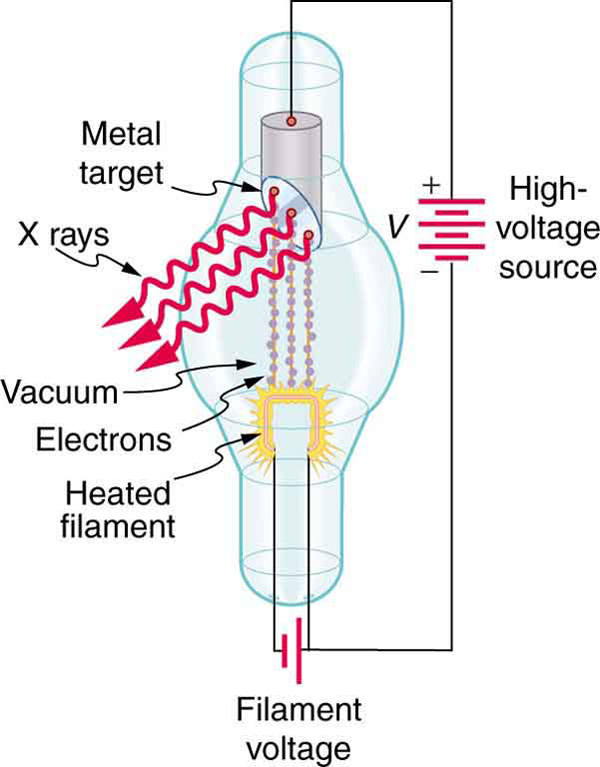 Metal
target
X rays
+
V
−
High-
voltage
source
Vacuum
Electrons
Heated
filament
Filament
voltage